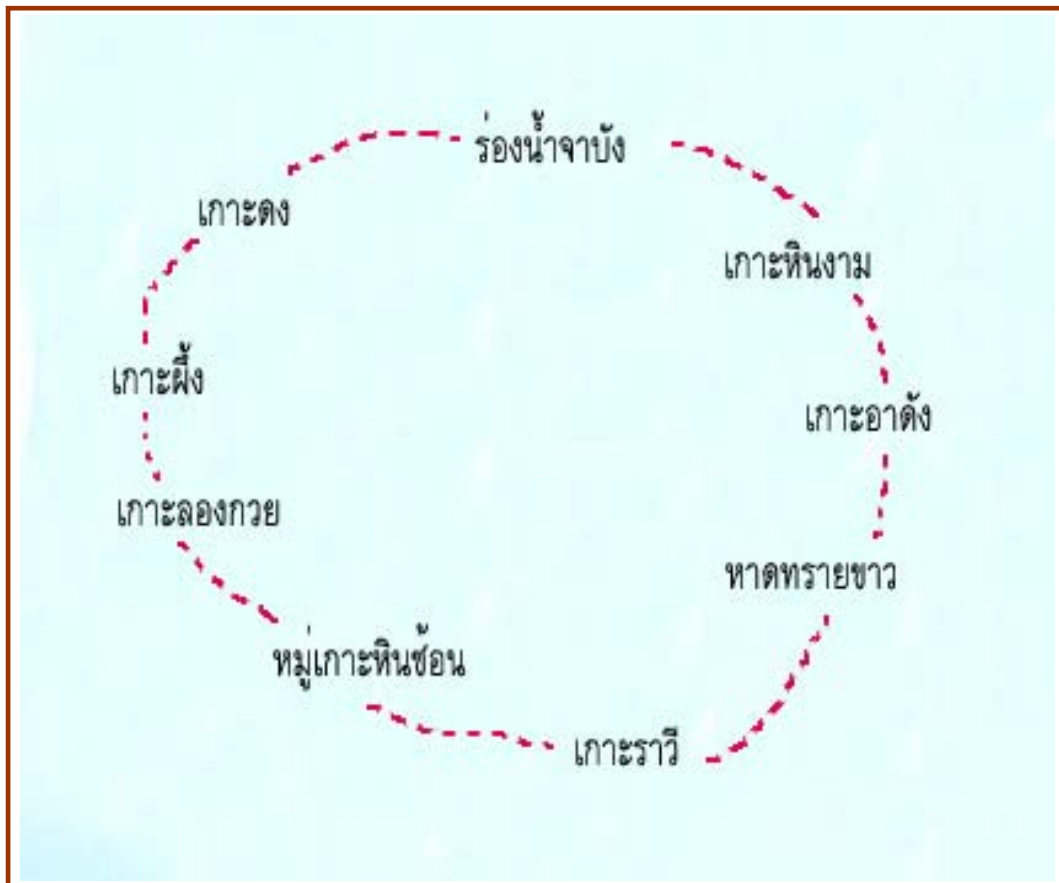 ร่องน้ำจาบัง
เกาะดง
เกาะหินงาม
เกาะผึ้ง
เกาะอาดัง
เกาะลองกวย
หาดทรายขาว
หมู่เกาะหินซ้อน
เกาะราวี